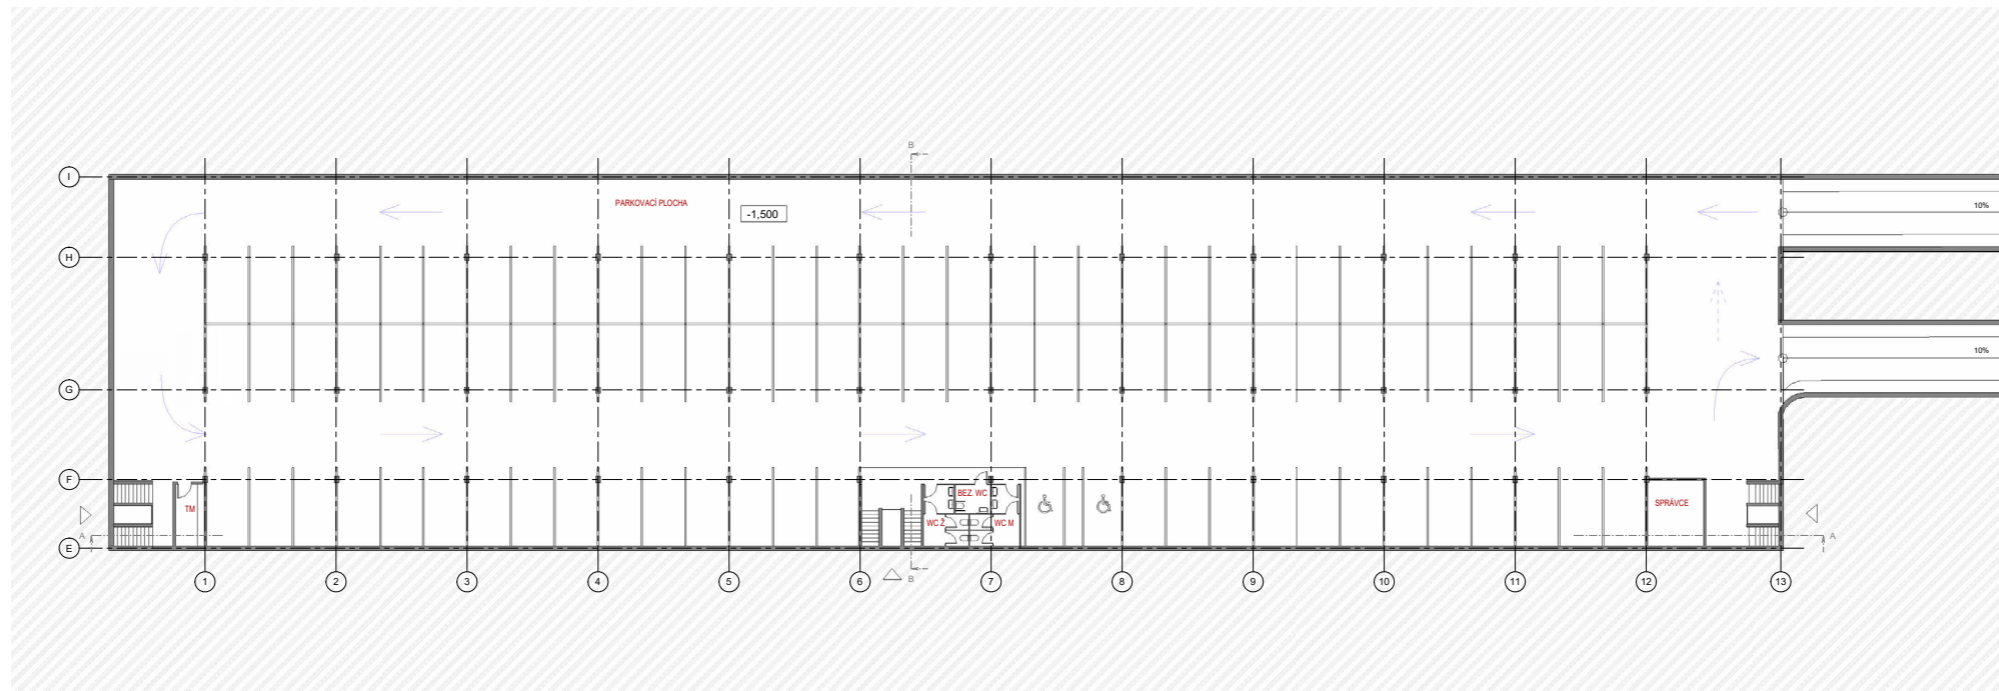 B
I
PARKOVACÍ PLOCHA
-1,500
10%
H
10%
G
F
BEZ. WC
TM
WC Ž
WC M
SPRÁVCE
A
A
E
B
1
2
3
4
5
6
7
8
9
10
11
12
13